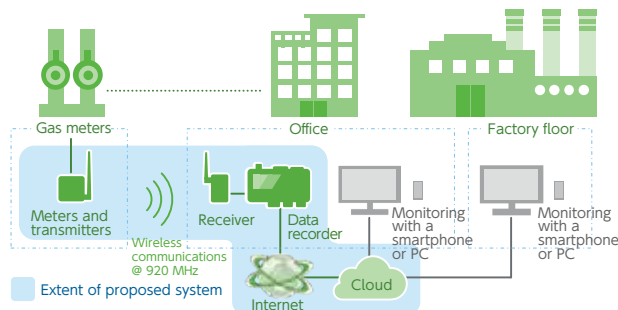 Gas meters
Office
Factory floor
Meters and
transmitters
Wireless
communications
@ 920 MHz
Receiver
Data
recorder
Monitoring
with a
smartphone
or PC
Monitoring
with a
smartphone
or PC
Internet
Cloud
Extent of proposed system